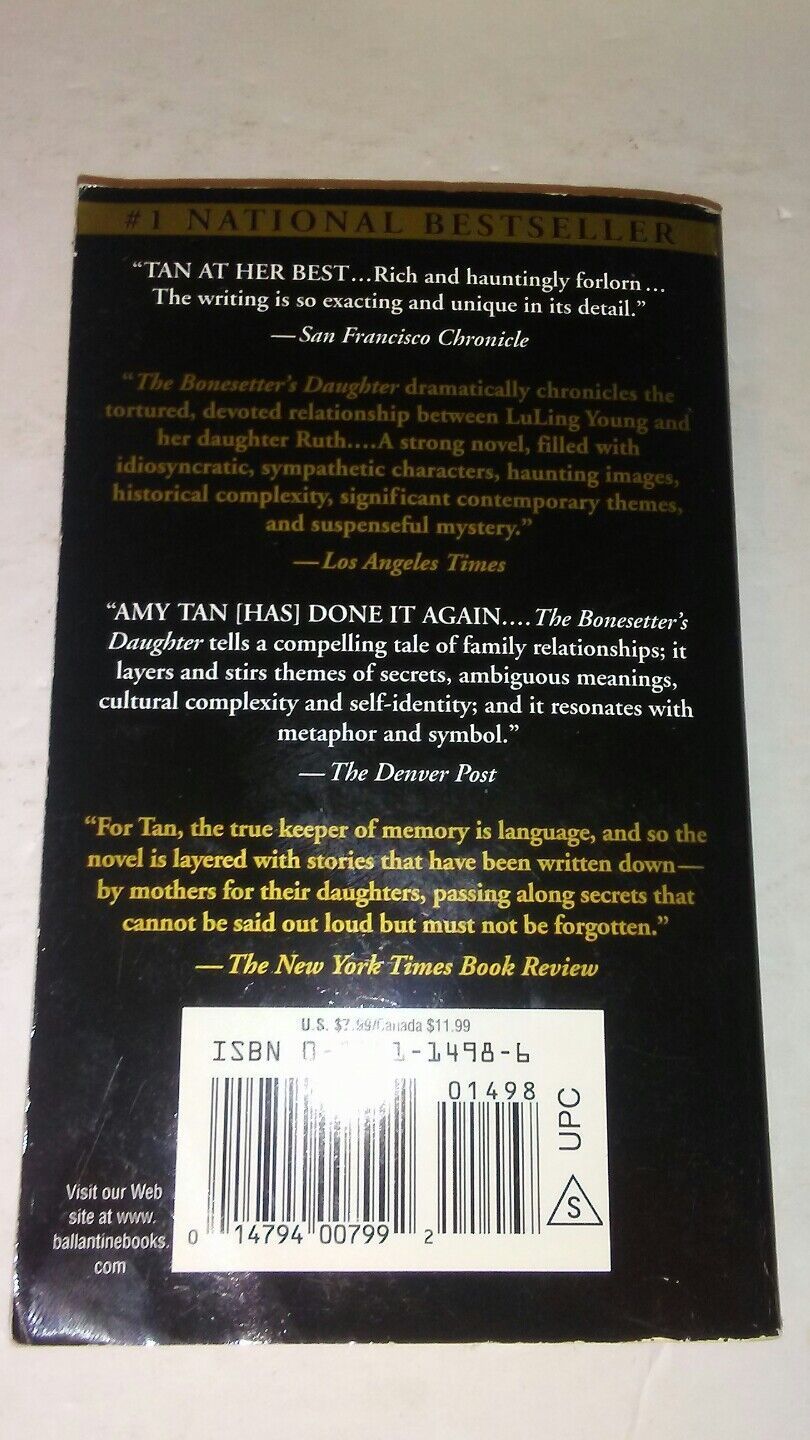 #1 NATIONAL BESTSELLER
“TAN AT HER BEST...Rich and hauntingly forlorn...
The writing is so exacting and unique in its detail.”
—San Francisco Chronicle
“The Bonesetter’s Daughter dramatically chronicles the
tortured, devoted relationship between LuLing Young and
her daughter Ruth....A strong novel, filled with
idiosyncratic, sympathetic characters, haunting images,
historical complexity, significant contemporary themes,
and suspenseful mystery.”
—Los Angeles Times
“AMY TAN [HAS] DONE IT AGAIN....The Bonesetter’s
Daughter tells a compelling tale of family relationships; it
layers and stirs themes of secrets, ambiguous meanings,
cultural complexity and self-identity; and it resonates with
metaphor and symbol.”
—The Denver Post
“For Tan, the true keeper of memory is language, and so the
novel is layered with stories that have been written down—
by mothers for their daughters, passing along secrets that
cannot be said out loud but must not be forgotten.”
—The New York Times Book Review
U.S. $7.99/Canada $11.99
ISBN 1-1498-6
01498
UPC
S
0 14794 00799 2
Visit our Web
site at www.
ballantinebooks.
com